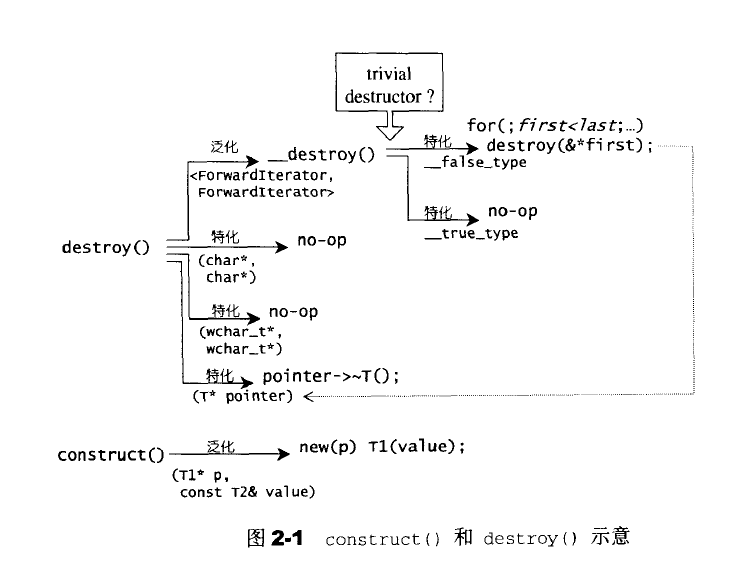 trivial
destructor ?
for(;first<last;…)
泛化
__destroy()
特化
destroy(&*first);
<ForwardIterator,
ForwardIterator>
__false_type
特化
no-op
__true_type
destroy()
特化
no-op
(char*,
char*)
特化
no-op
(wchar_t*,
wchar_t*)
特化
pointer->~T();
(T* pointer)
construct()
泛化
new(p) T1(value);
(T1* p,
const T2& value)
图 2-1 construct() 和 destroy() 示意